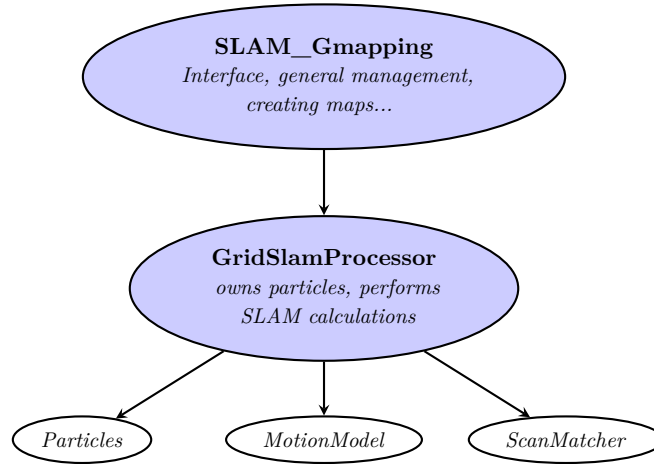 SLAM_Gmapping
Interface, general management,
creating maps...
GridSlamProcessor
owns particles, performs
SLAM calculations
Particles
MotionModel
ScanMatcher